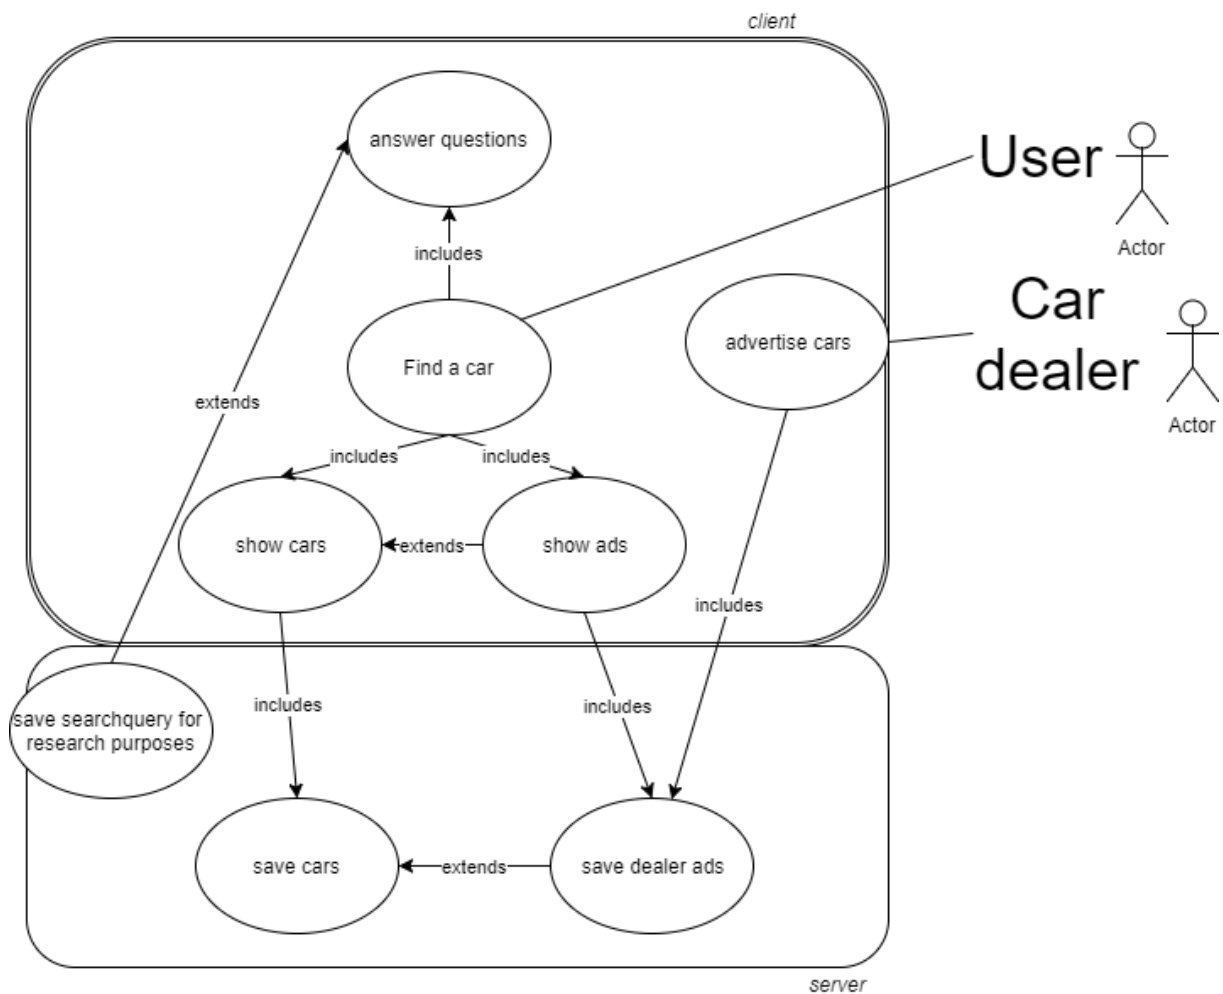 client
answer questions
User
Actor
includes
Car
dealer
Actor
advertise cars
Find a car
extends
includes
includes
show cars
extends
show ads
includes
includes
includes
save searchquery for
research purposes
save cars
extends
save dealer ads
server